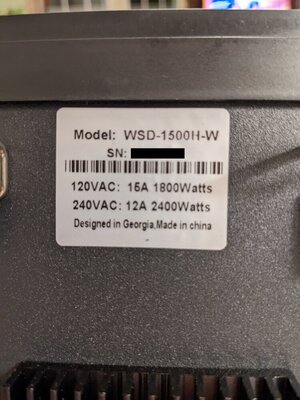 Model: WSD-1500H-W
SN:
120VAC: 15A 1800Watts
240VAC: 12A 2400Watts
Designed in Georgia,Made in china